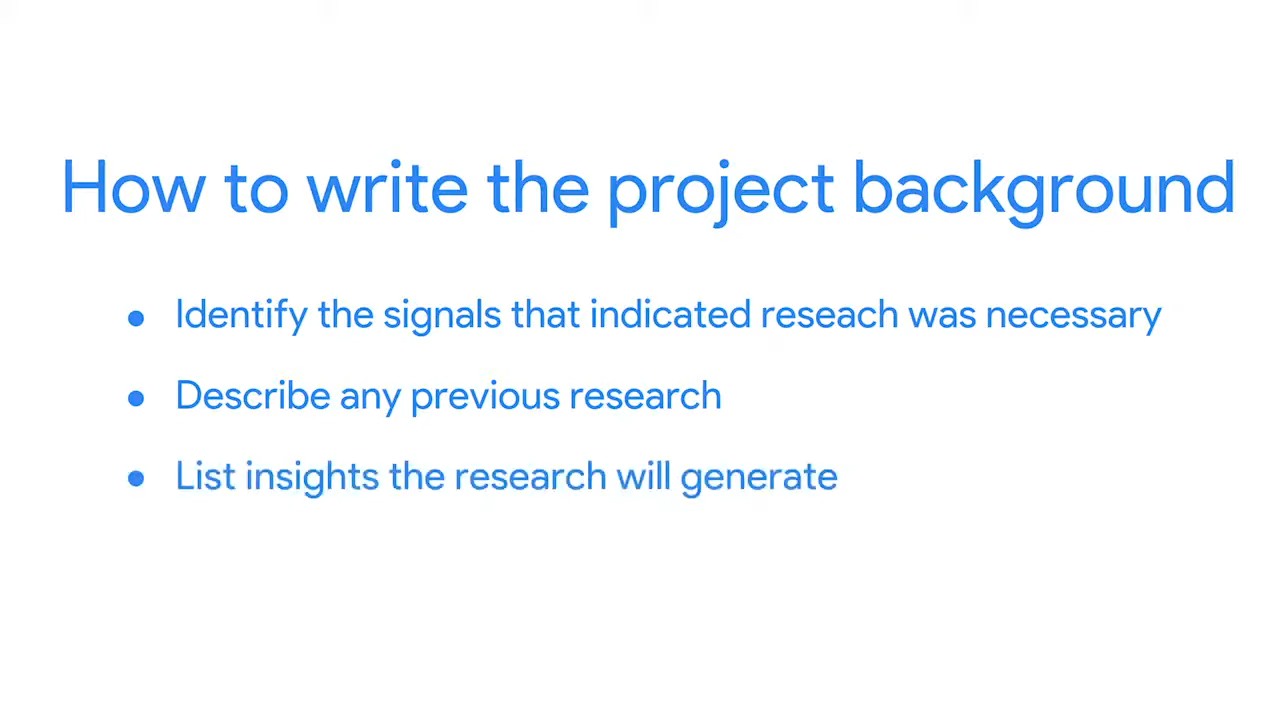 How to write the project background
● Identify the signals that indicated reseach was necessary
● Describe any previous research
● List insights the research will generate